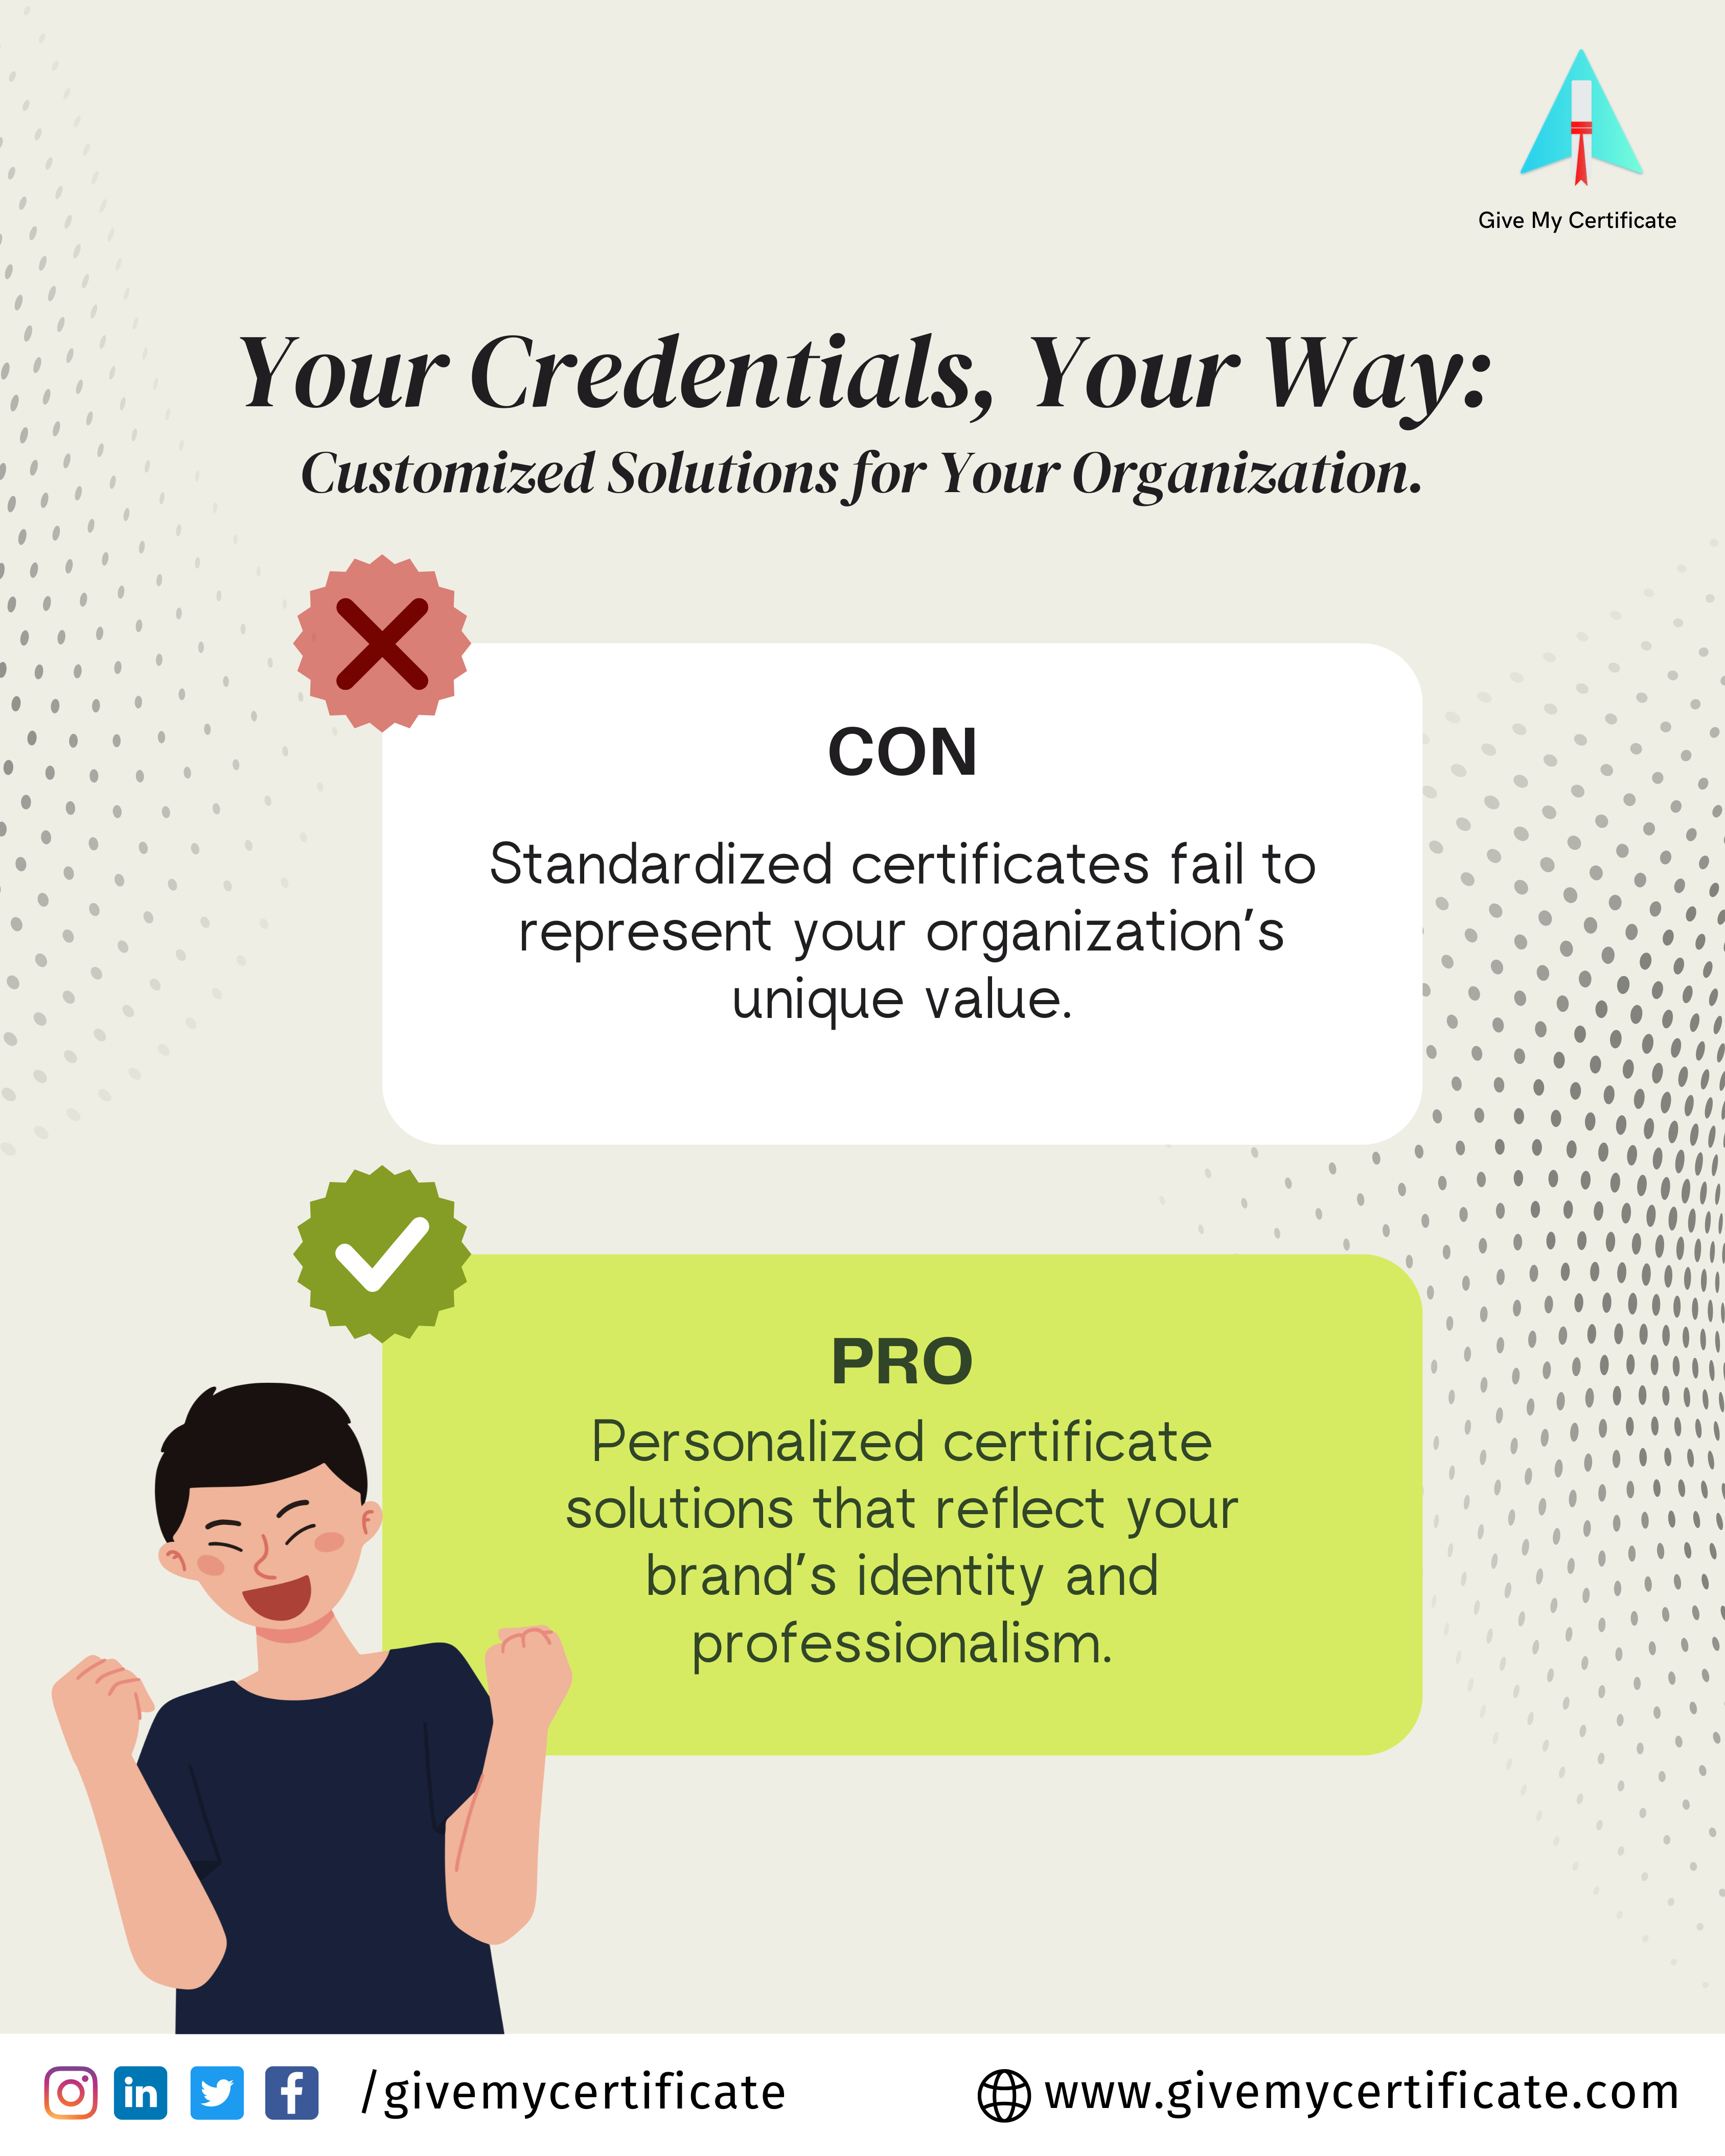 Give My Certificate
Your Credentials, Your Way:
Customized Solutions for Your Organization.
CON
Standardized certificates fail to
represent your organization’s
unique value.
PRO
Personalized certificate
solutions that reflect your
brand’s identity and
professionalism.
in
/givemycertificate
www.givemycertificate.com